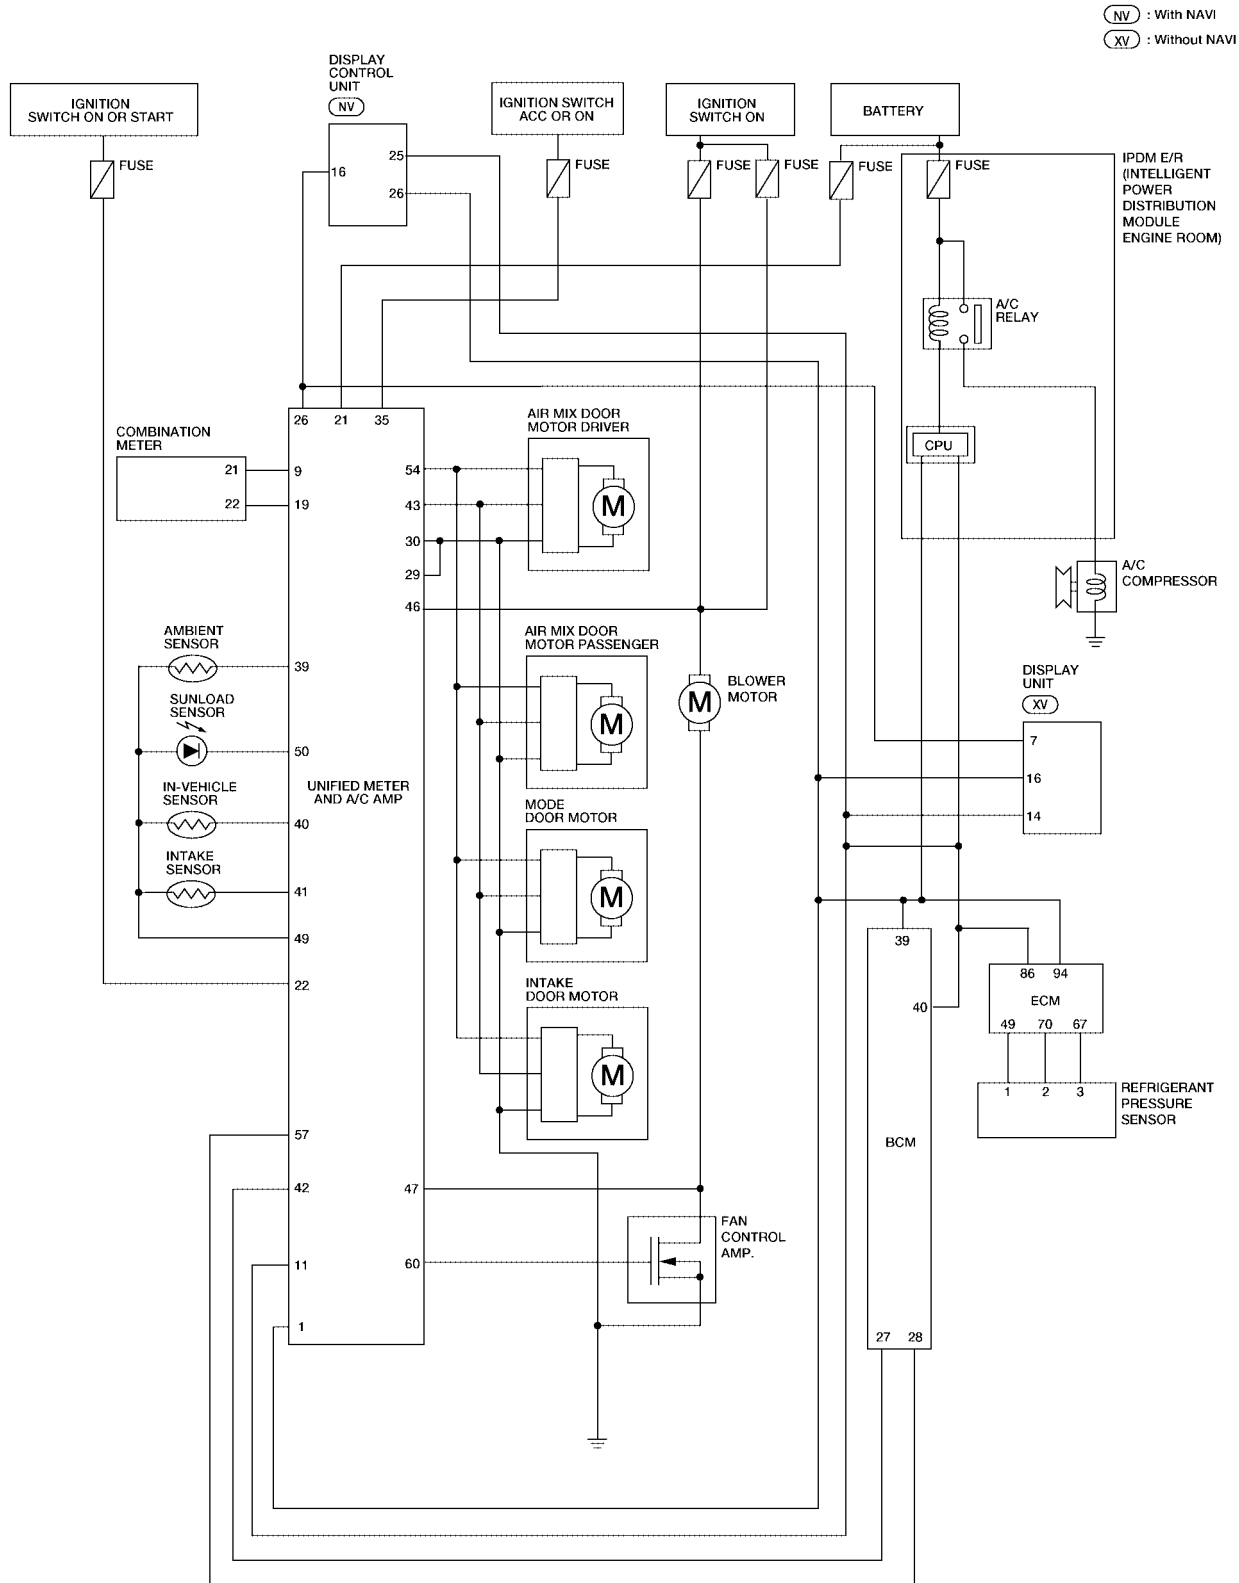 NV : With NAVI
XV : Without NAVI
DISPLAY
CONTROL
UNIT
NV
IGNITION
SWITCH ON OR START
IGNITION SWITCH
ACC OR ON
IGNITION
SWITCH ON
BATTERY
FUSE
FUSE
FUSE
FUSE
FUSE
FUSE
IPDM E/R
(INTELLIGENT
POWER
DISTRIBUTION
MODULE
ENGINE ROOM)
16
25
26
A/C
RELAY
CPU
26
21
35
COMBINATION
METER
21
22
9
19
54
43
30
29
46
AIR MIX DOOR
MOTOR DRIVER
M
A/C
COMPRESSOR
AMBIENT
SENSOR
39
SUNLOAD
SENSOR
50
IN-VEHICLE
SENSOR
40
INTAKE
SENSOR
41
49
22
UNIFIED METER
AND A/C AMP
AIR MIX DOOR
MOTOR PASSENGER
M
M
BLOWER
MOTOR
DISPLAY
UNIT
XV
7
16
14
MODE
DOOR MOTOR
M
INTAKE
DOOR MOTOR
M
39
40
BCM
27
28
86
94
ECM
49
70
67
1
2
3
REFRIGERANT
PRESSURE
SENSOR
57
42
11
1
47
60
FAN
CONTROL
AMP.